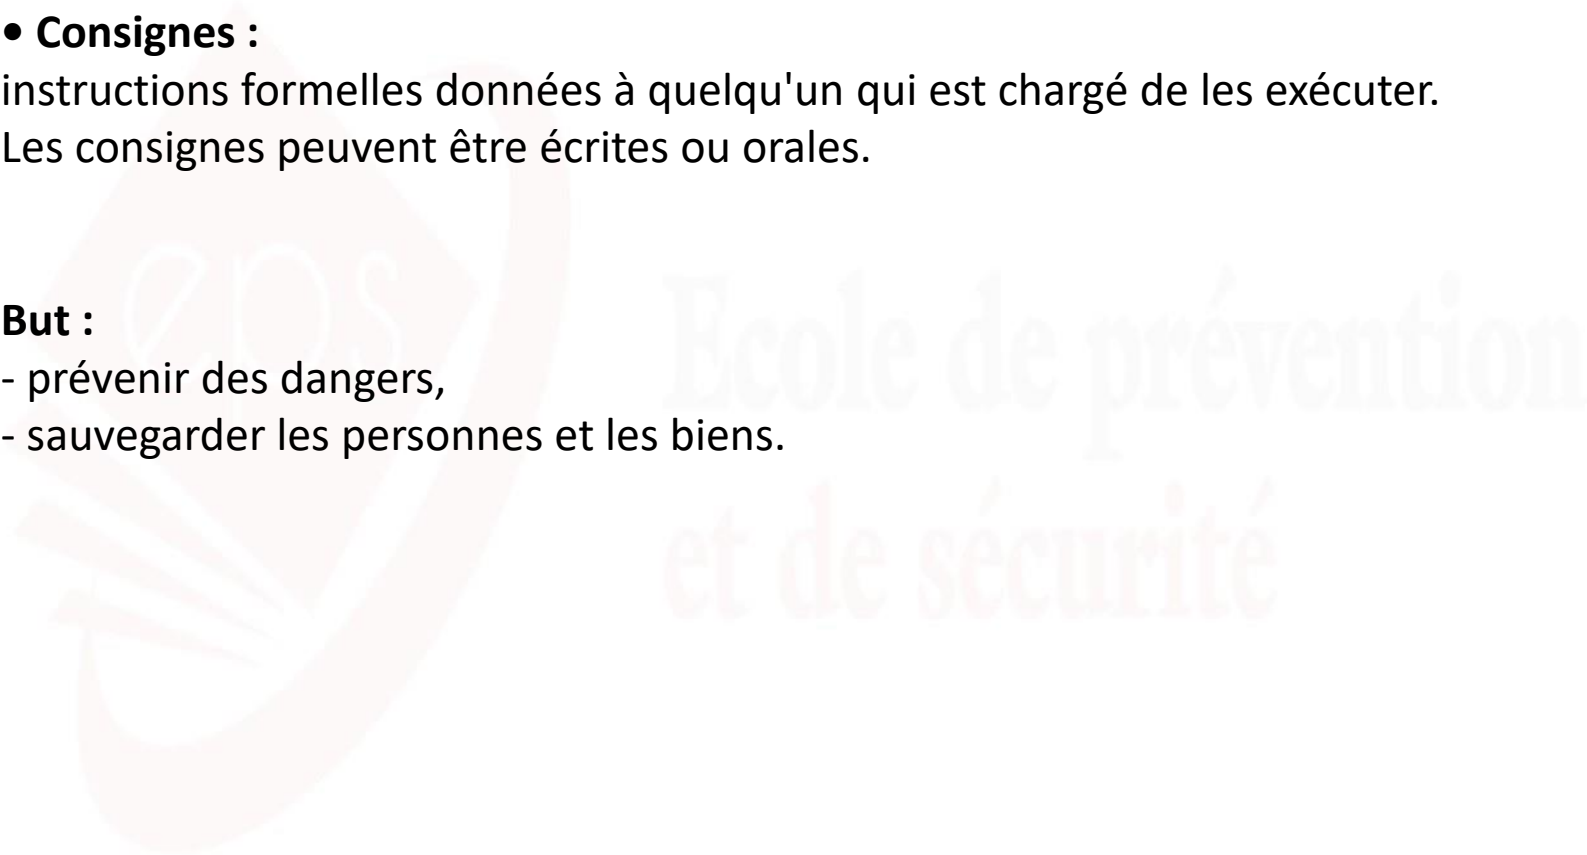 • Consignes :
instructions formelles données à quelqu'un qui est chargé de les exécuter.
Les consignes peuvent être écrites ou orales.
But :
- prévenir des dangers,
- sauvegarder les personnes et les biens.
eps
Ecole de prévention
et de sécurité